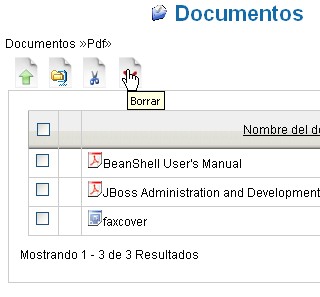 Documentos
Documentos »Pdf»
Borrar
Nombre del d
BeanShell User's Manual
JBoss Administration and Development
faxcover
Mostrando 1 - 3 de 3 Resultados